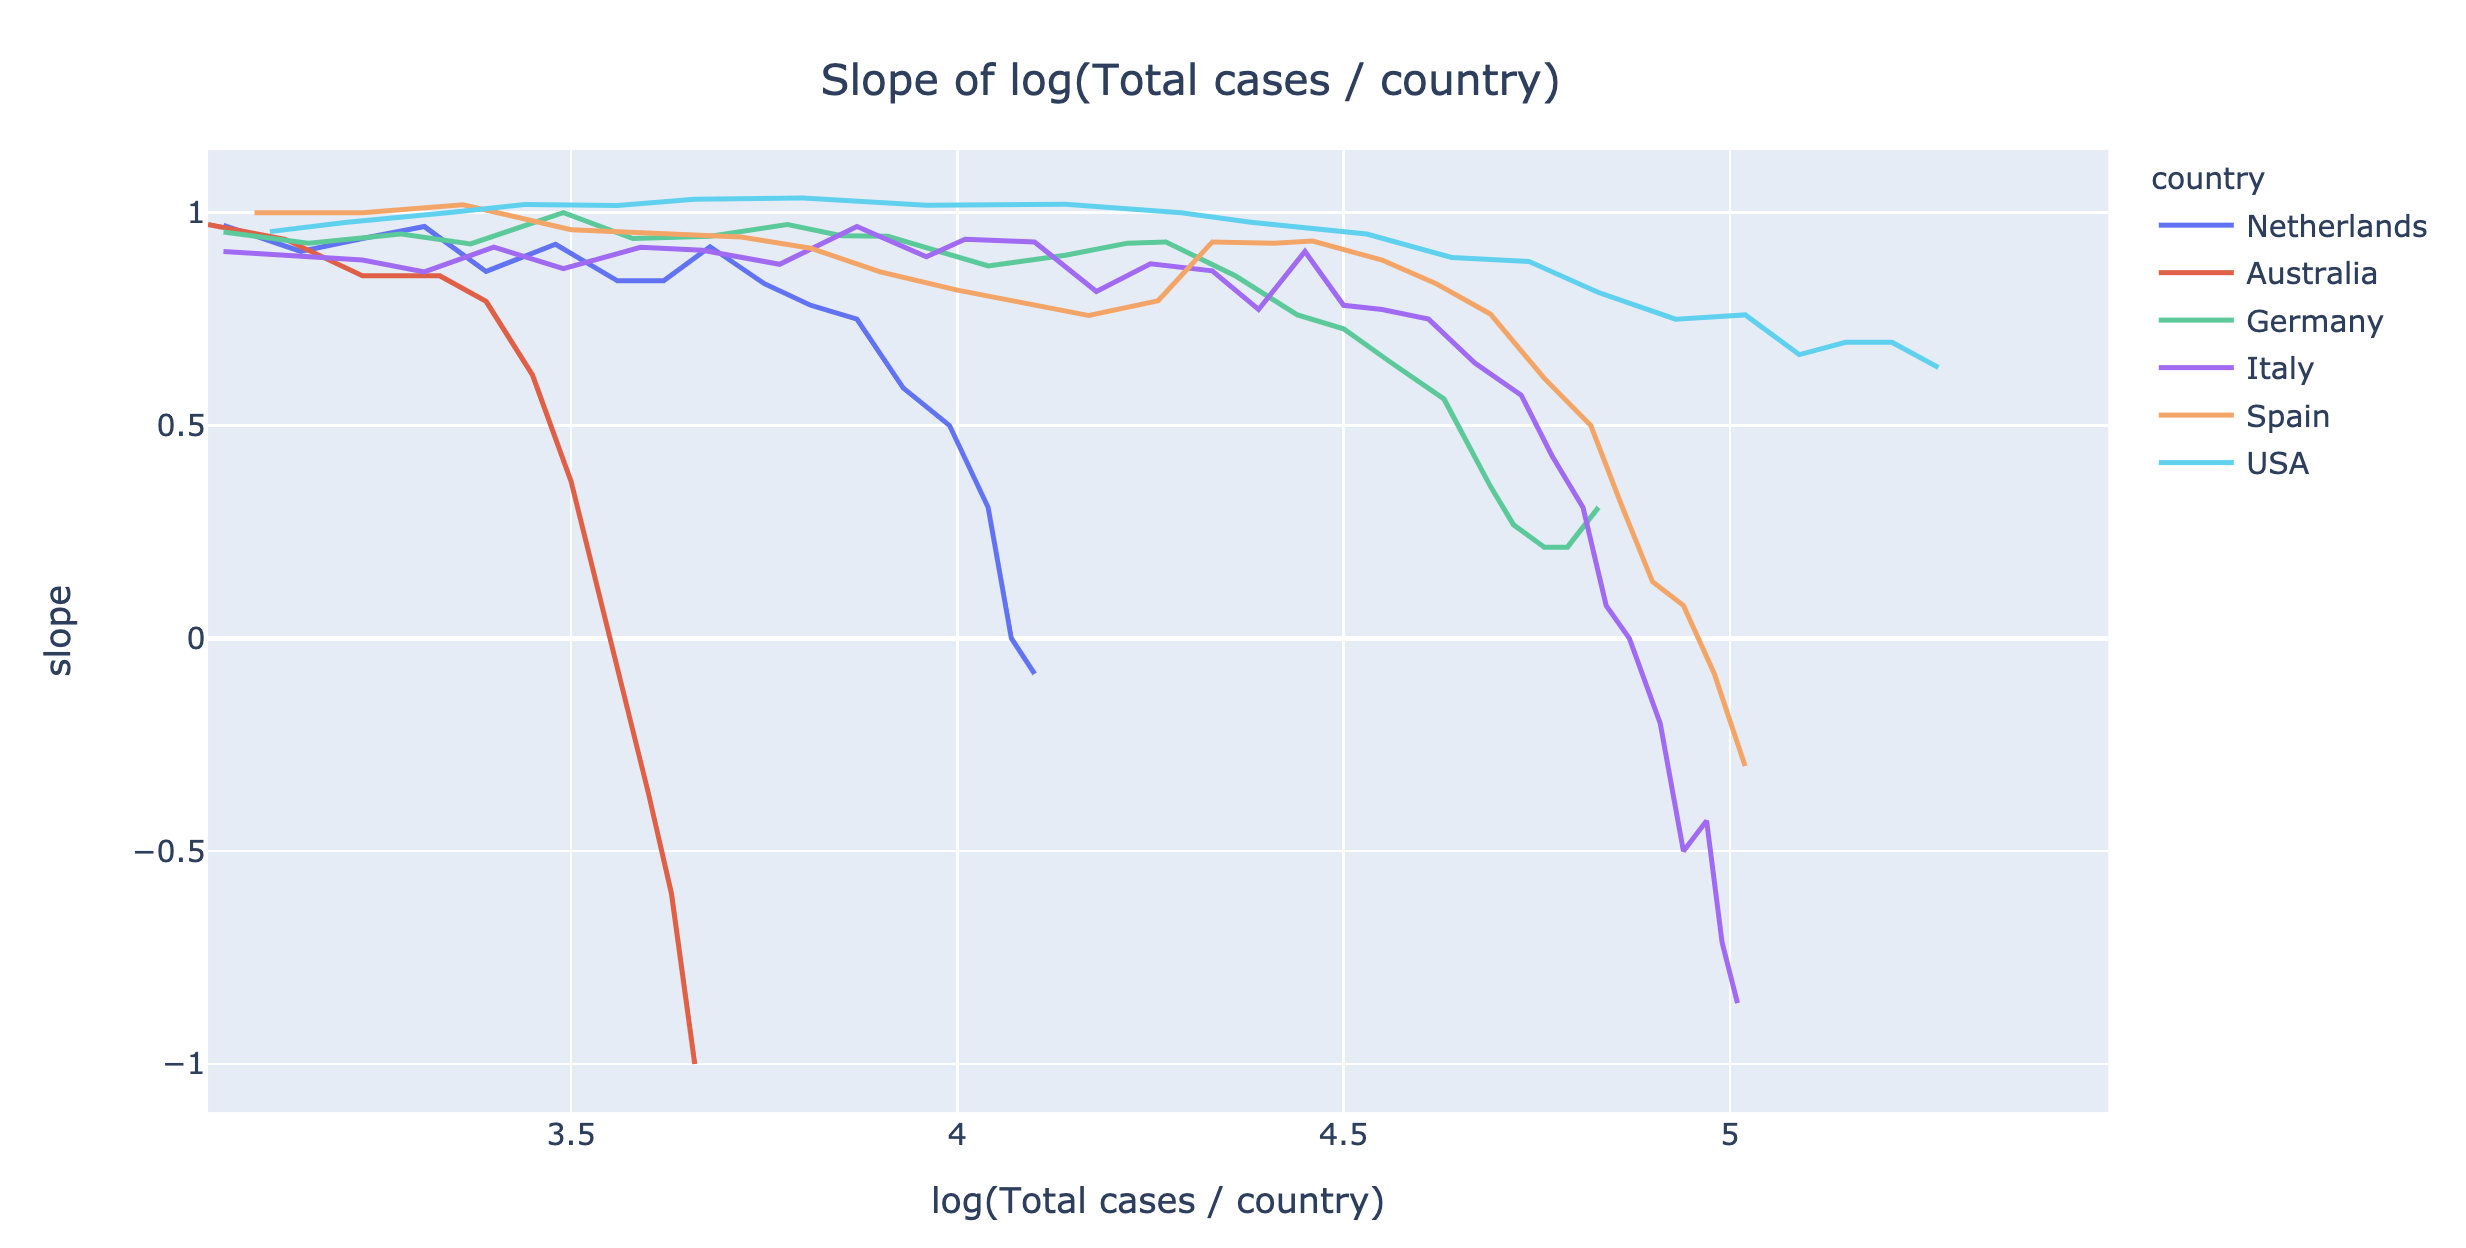 Slope of log(Total cases / country)
country
Netherlands
Australia
Germany
Italy
Spain
USA
slope
1
0.5
0
−0.5
−1
3.5
4
4.5
5
log(Total cases / country)